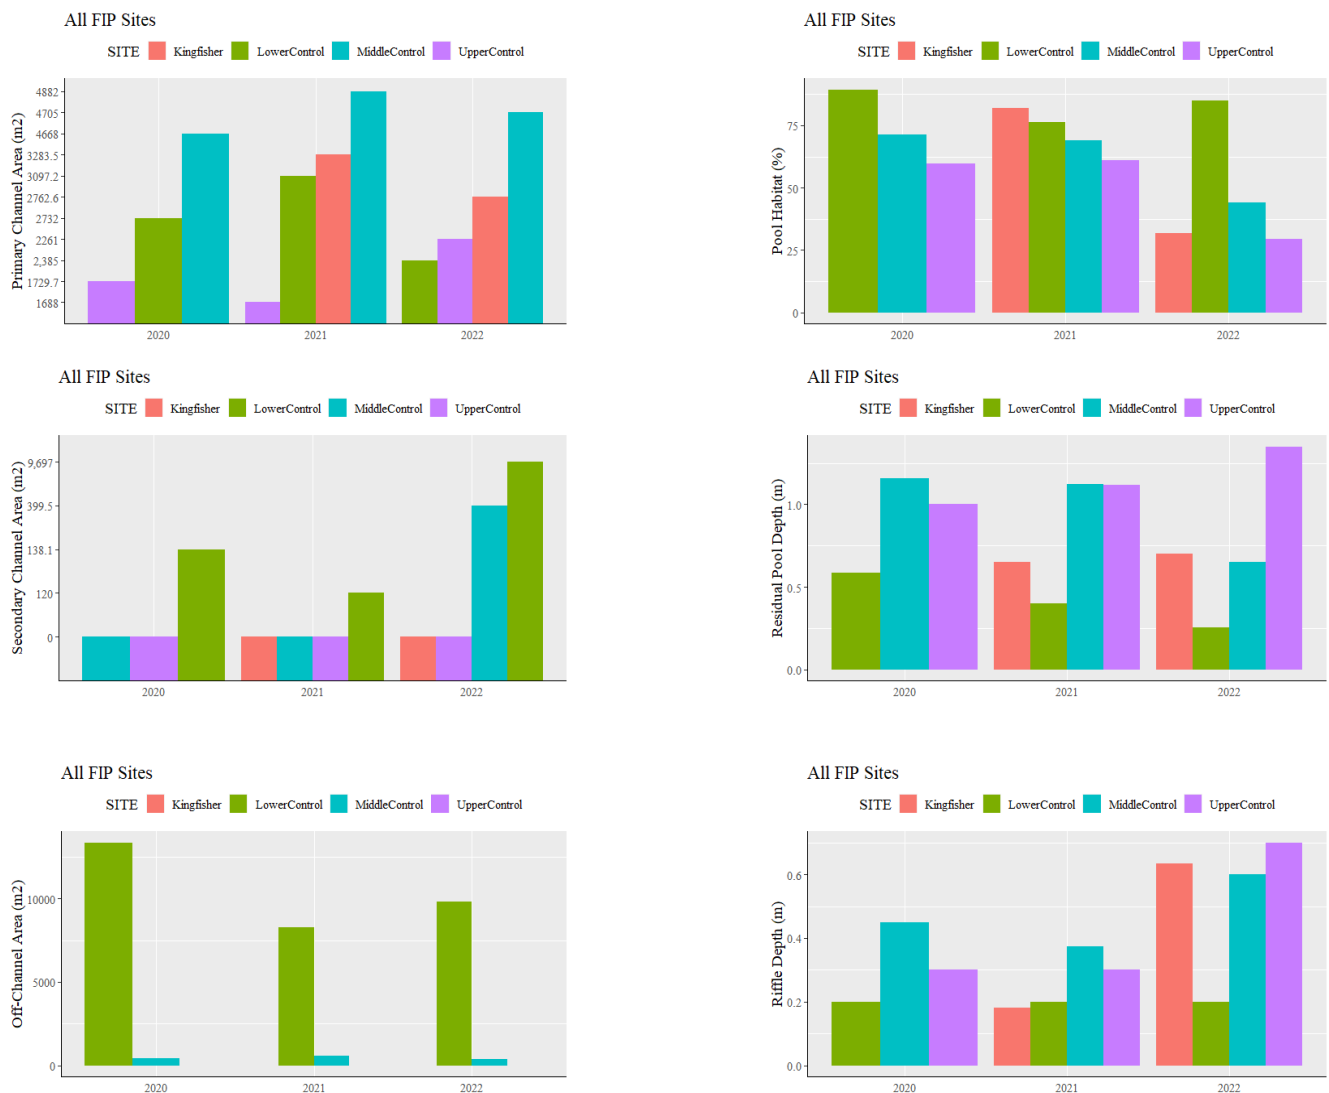 All FIP Sites
SITE Kingfisher LowerControl MiddleControl UpperControl
Primary Channel Area (m2)
4882
4705
4668
3283.5
3097.2
2762.6
2732
2261
2,385
1729.7
1688
2020 2021 2022
All FIP Sites
SITE Kingfisher LowerControl MiddleControl UpperControl
Pool Habitat (%)
75
50
25
0
2020 2021 2022
All FIP Sites
SITE Kingfisher LowerControl MiddleControl UpperControl
Secondary Channel Area (m2)
9,697
399.5
138.1
120
0
2020 2021 2022
All FIP Sites
SITE Kingfisher LowerControl MiddleControl UpperControl
Residual Pool Depth (m)
1.0
0.5
0.0
2020 2021 2022
All FIP Sites
SITE Kingfisher LowerControl MiddleControl UpperControl
Off-Channel Area (m2)
10000
5000
0
2020 2021 2022
All FIP Sites
SITE Kingfisher LowerControl MiddleControl UpperControl
Riffle Depth (m)
0.6
0.4
0.2
0.0
2020 2021 2022